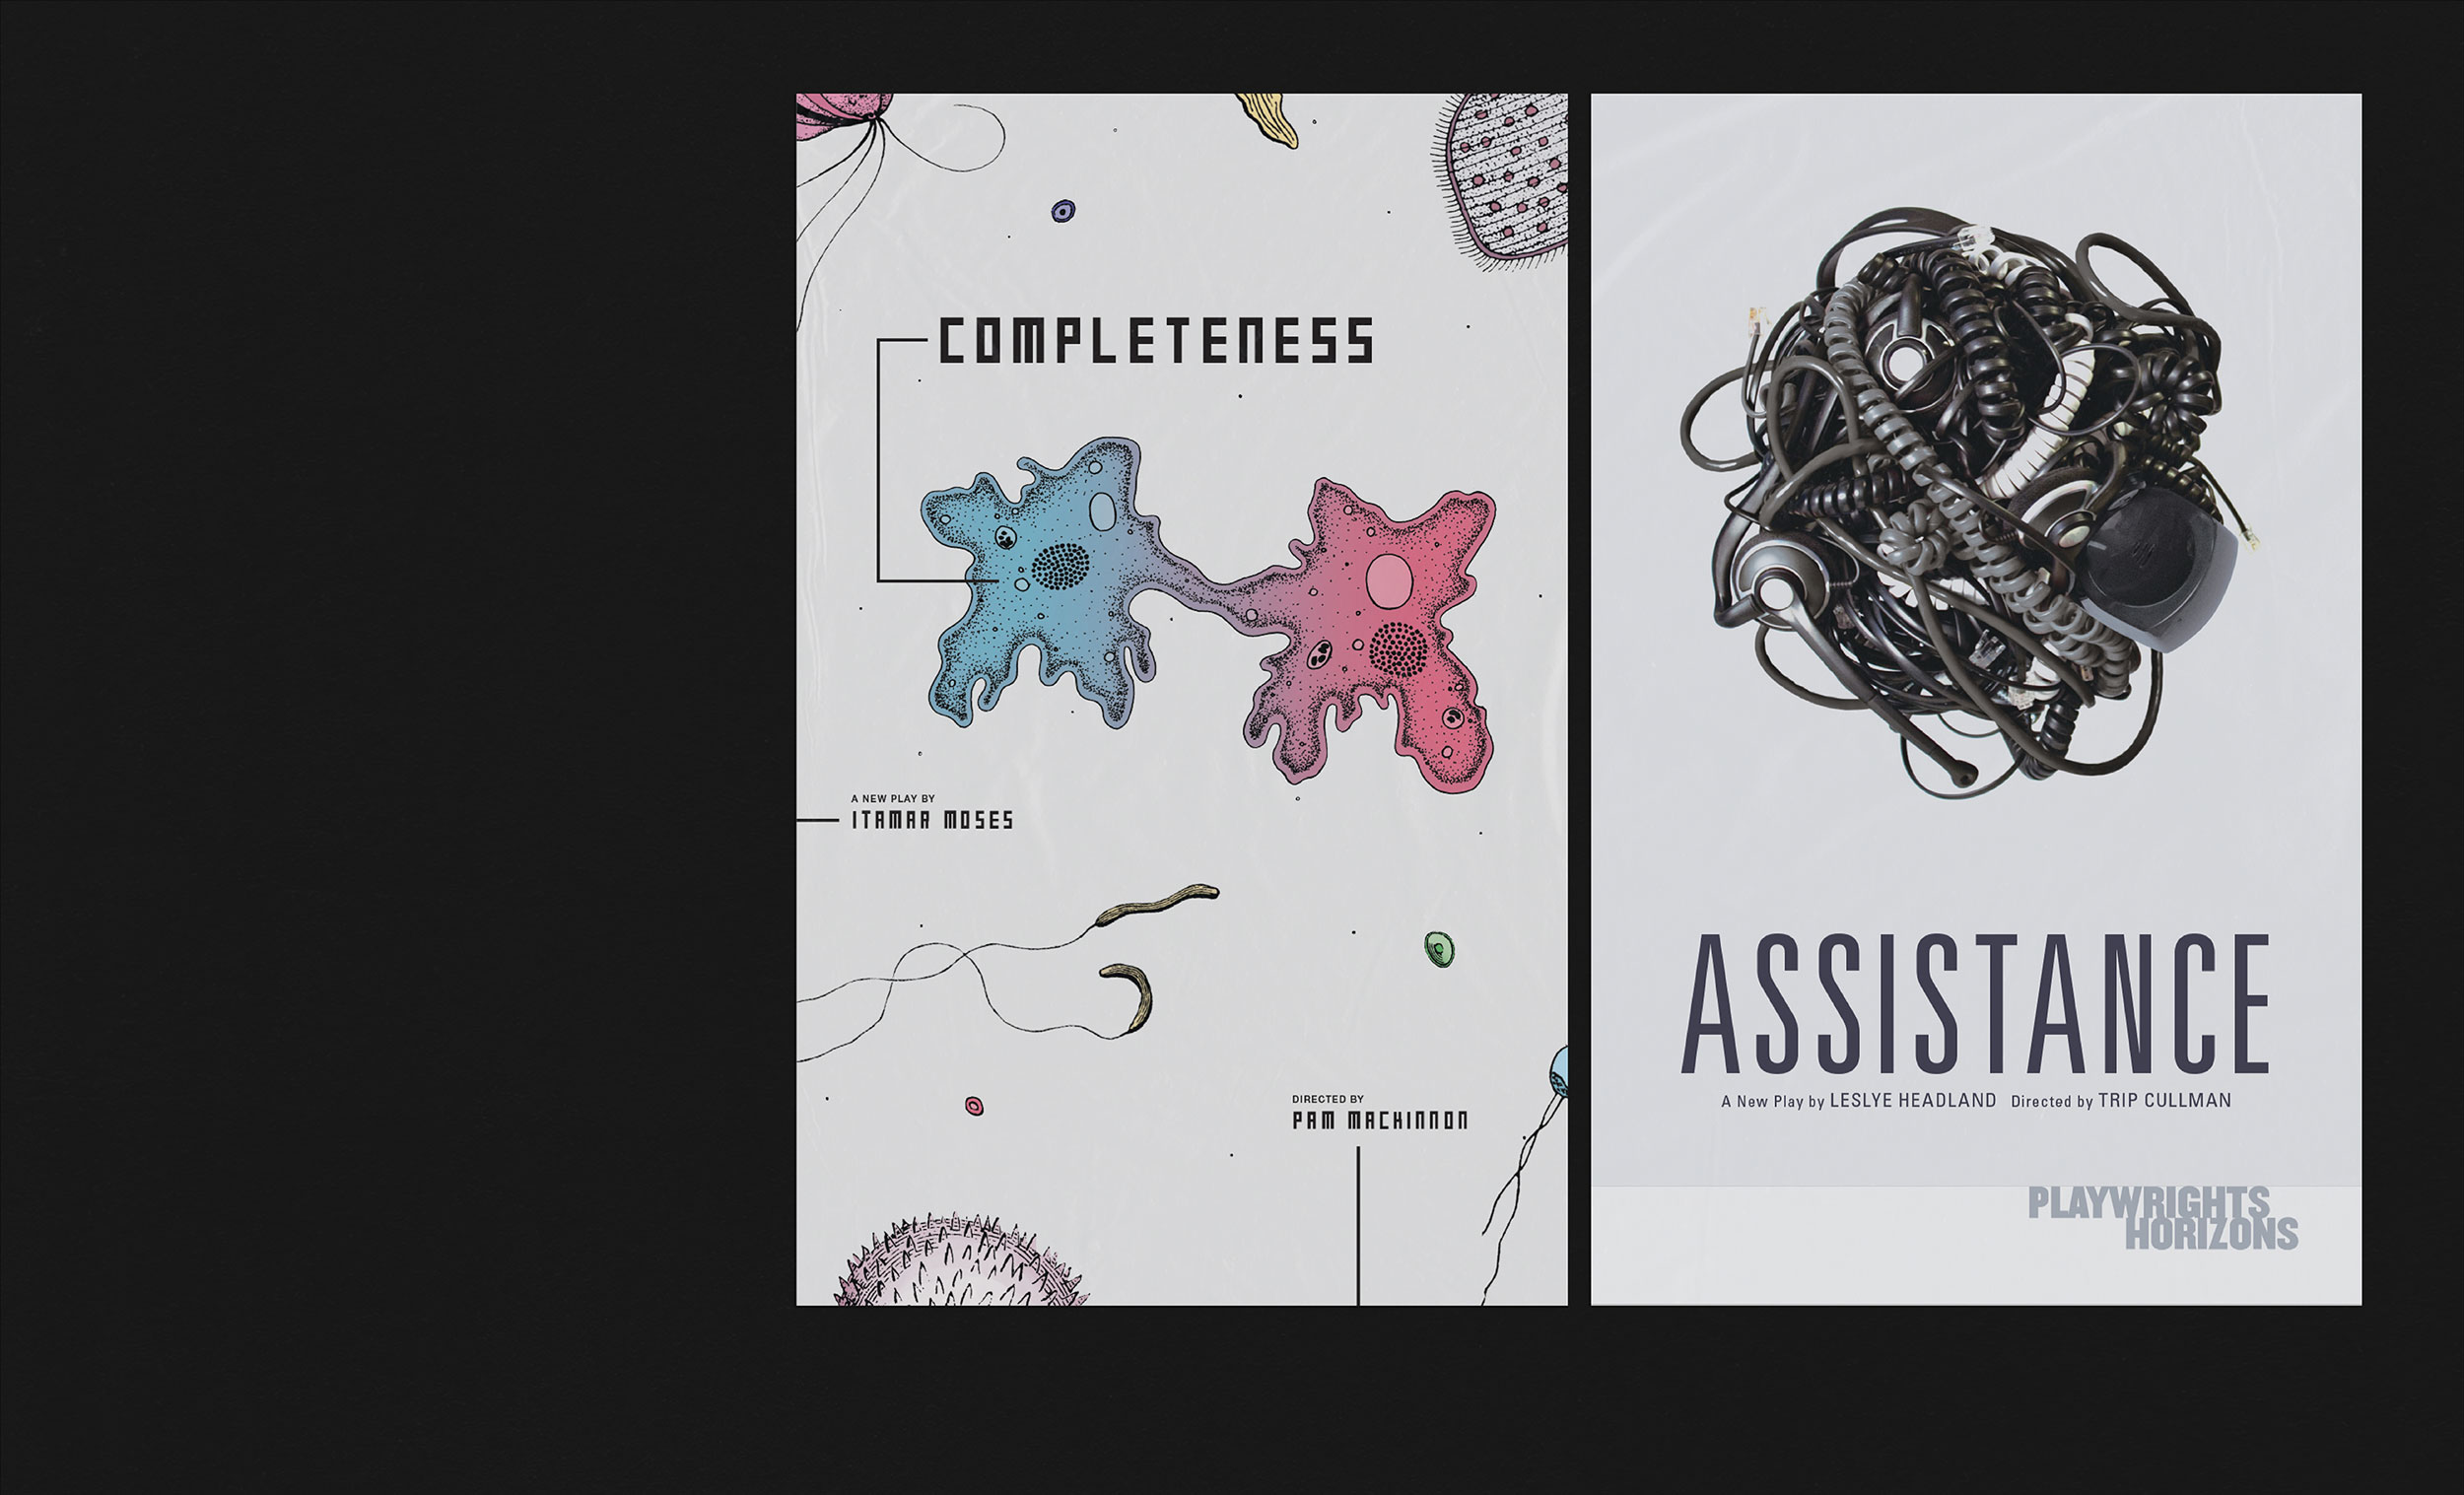 COMPLETENESS
A NEW PLAY BY
ITAMAR MOSES
DIRECTED BY
PAM MACKINNON
ASSISTANCE
A New Play by LESLYE HEADLAND Directed by TRIP CULLMAN
PLAYWRIGHTS
HORIZONS